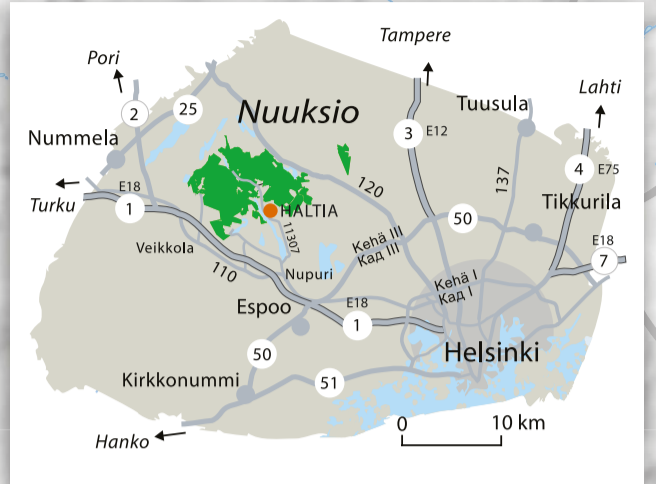 Tampere
Pori
Lahti
2
25
Nuuksio
3
E12
Tuusula
Nummela
4
E75
137
120
Tikkurila
E18
1
Turku
HALTIA
50
11307
Kehä III
Кад III
E18
7
Veikkola
110
Nupuri
Kehä I
Кад I
Espoo
E18
1
50
Helsinki
Kirkkonummi
51
0
10 km
Hanko